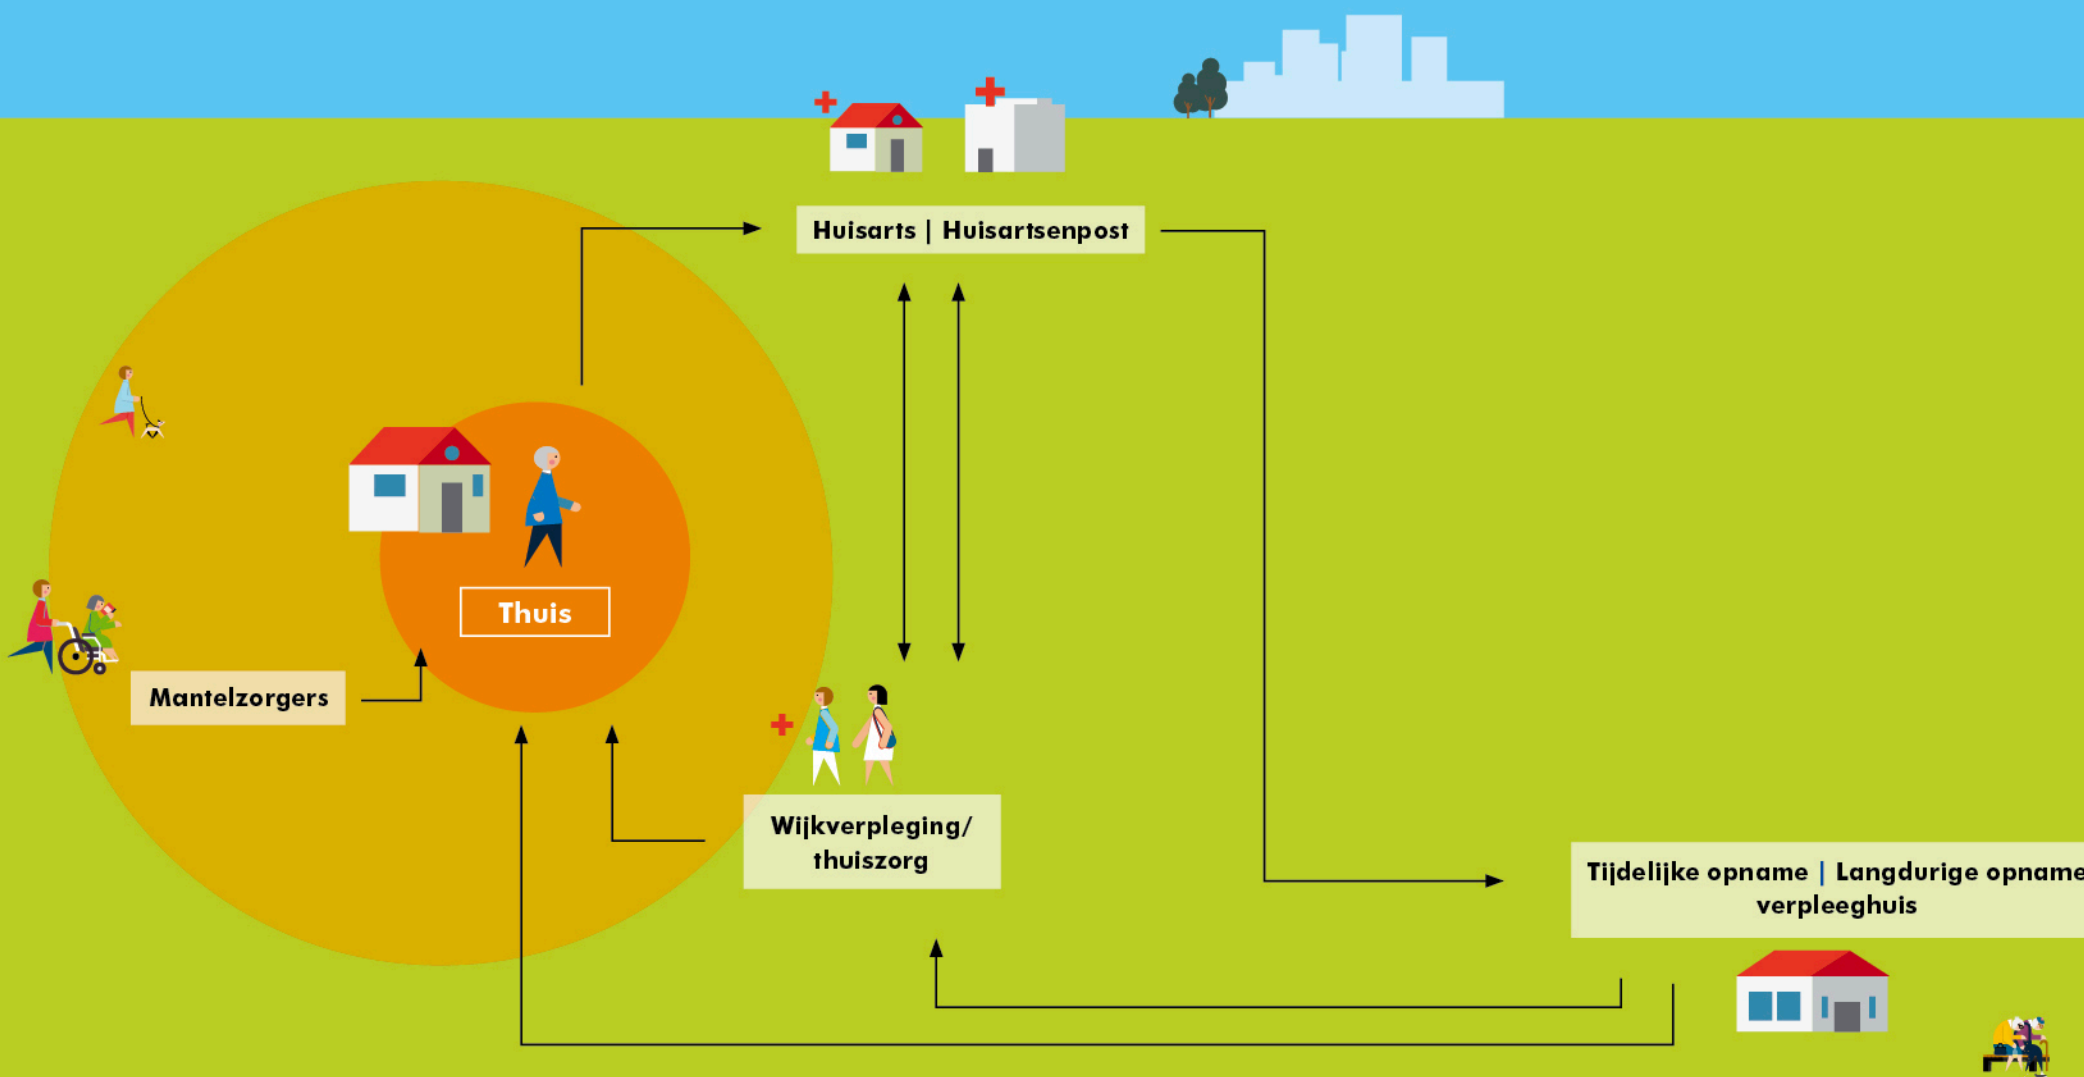 Huisarts | Huisartsenpost
Thuis
Mantelzorgers
Wijkverpleging/
thuiszorg
Tijdelijke opname | Langdurige opname
verpleeghuis